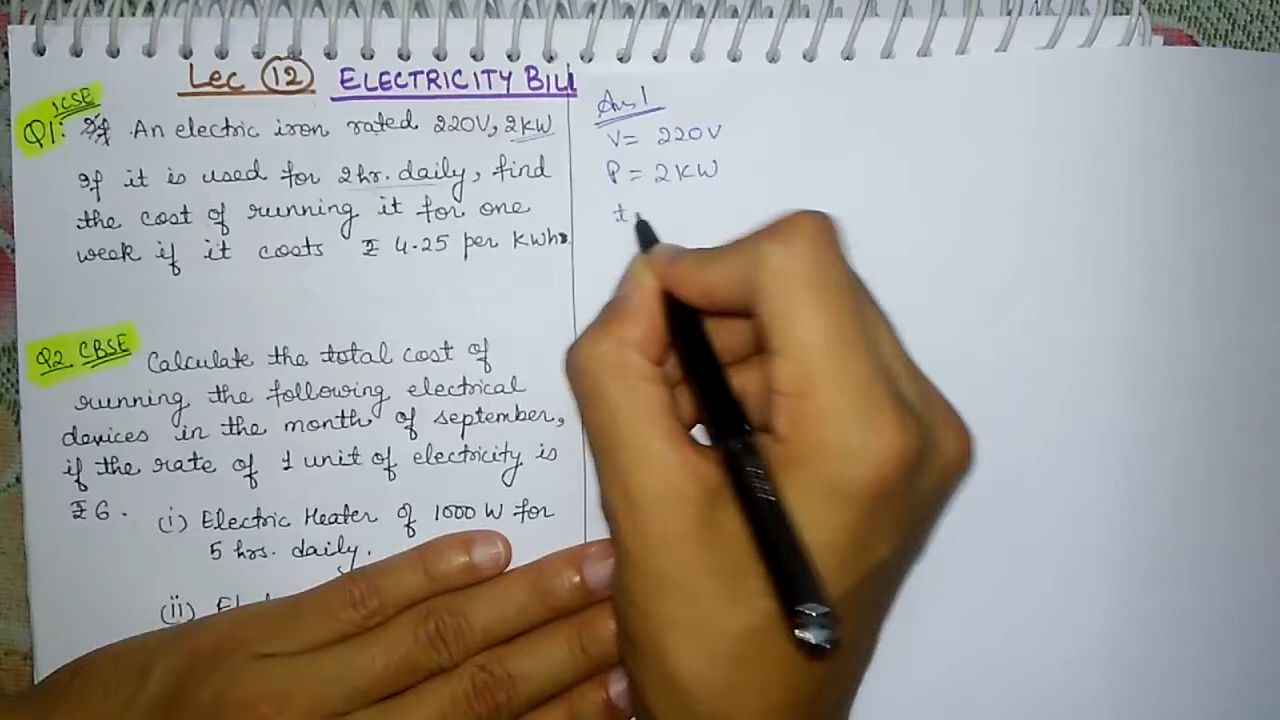 Lec 12 ELECTRICITY BILL
ICSE
Q1: An electric iron rated 220V, 2KW
If it is used for 2hr. daily, find
the cost of running it for one
week if it costs ₹ 4.25 per KWhr
Q2 CBSE Calculate the total cost of
running the following electrical
devices in the month of september,
if the rate of 1 unit of electricity is
₹6. (i) Electric Heater of 1000 W for
5 hrs. daily.
(ii)
Ans 1
V = 220V
P = 2KW
t